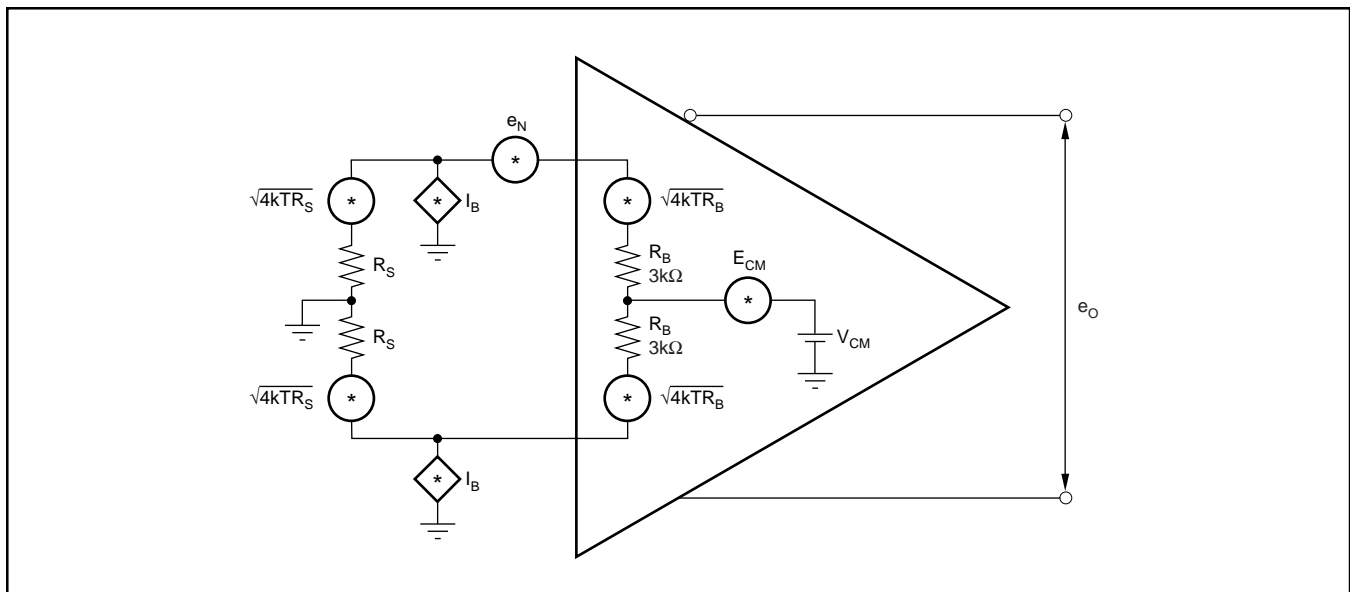 e_N
*
√4kTR_S
*
* I_B
* √4kTR_B
R_S
R_B
3kΩ
E_CM
*
R_S
R_B
3kΩ
V_CM
e_O
√4kTR_S
*
* √4kTR_B
* I_B